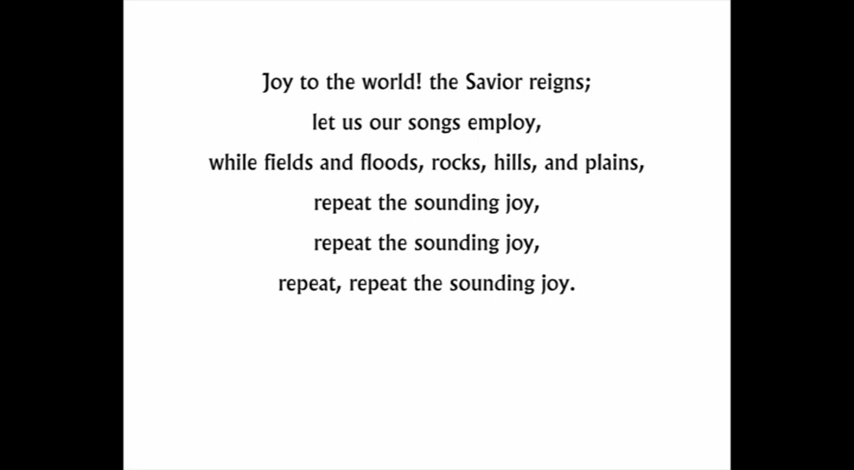 Joy to the world! the Savior reigns;
let us our songs employ,
while fields and floods, rocks, hills, and plains,
repeat the sounding joy,
repeat the sounding joy,
repeat, repeat the sounding joy.